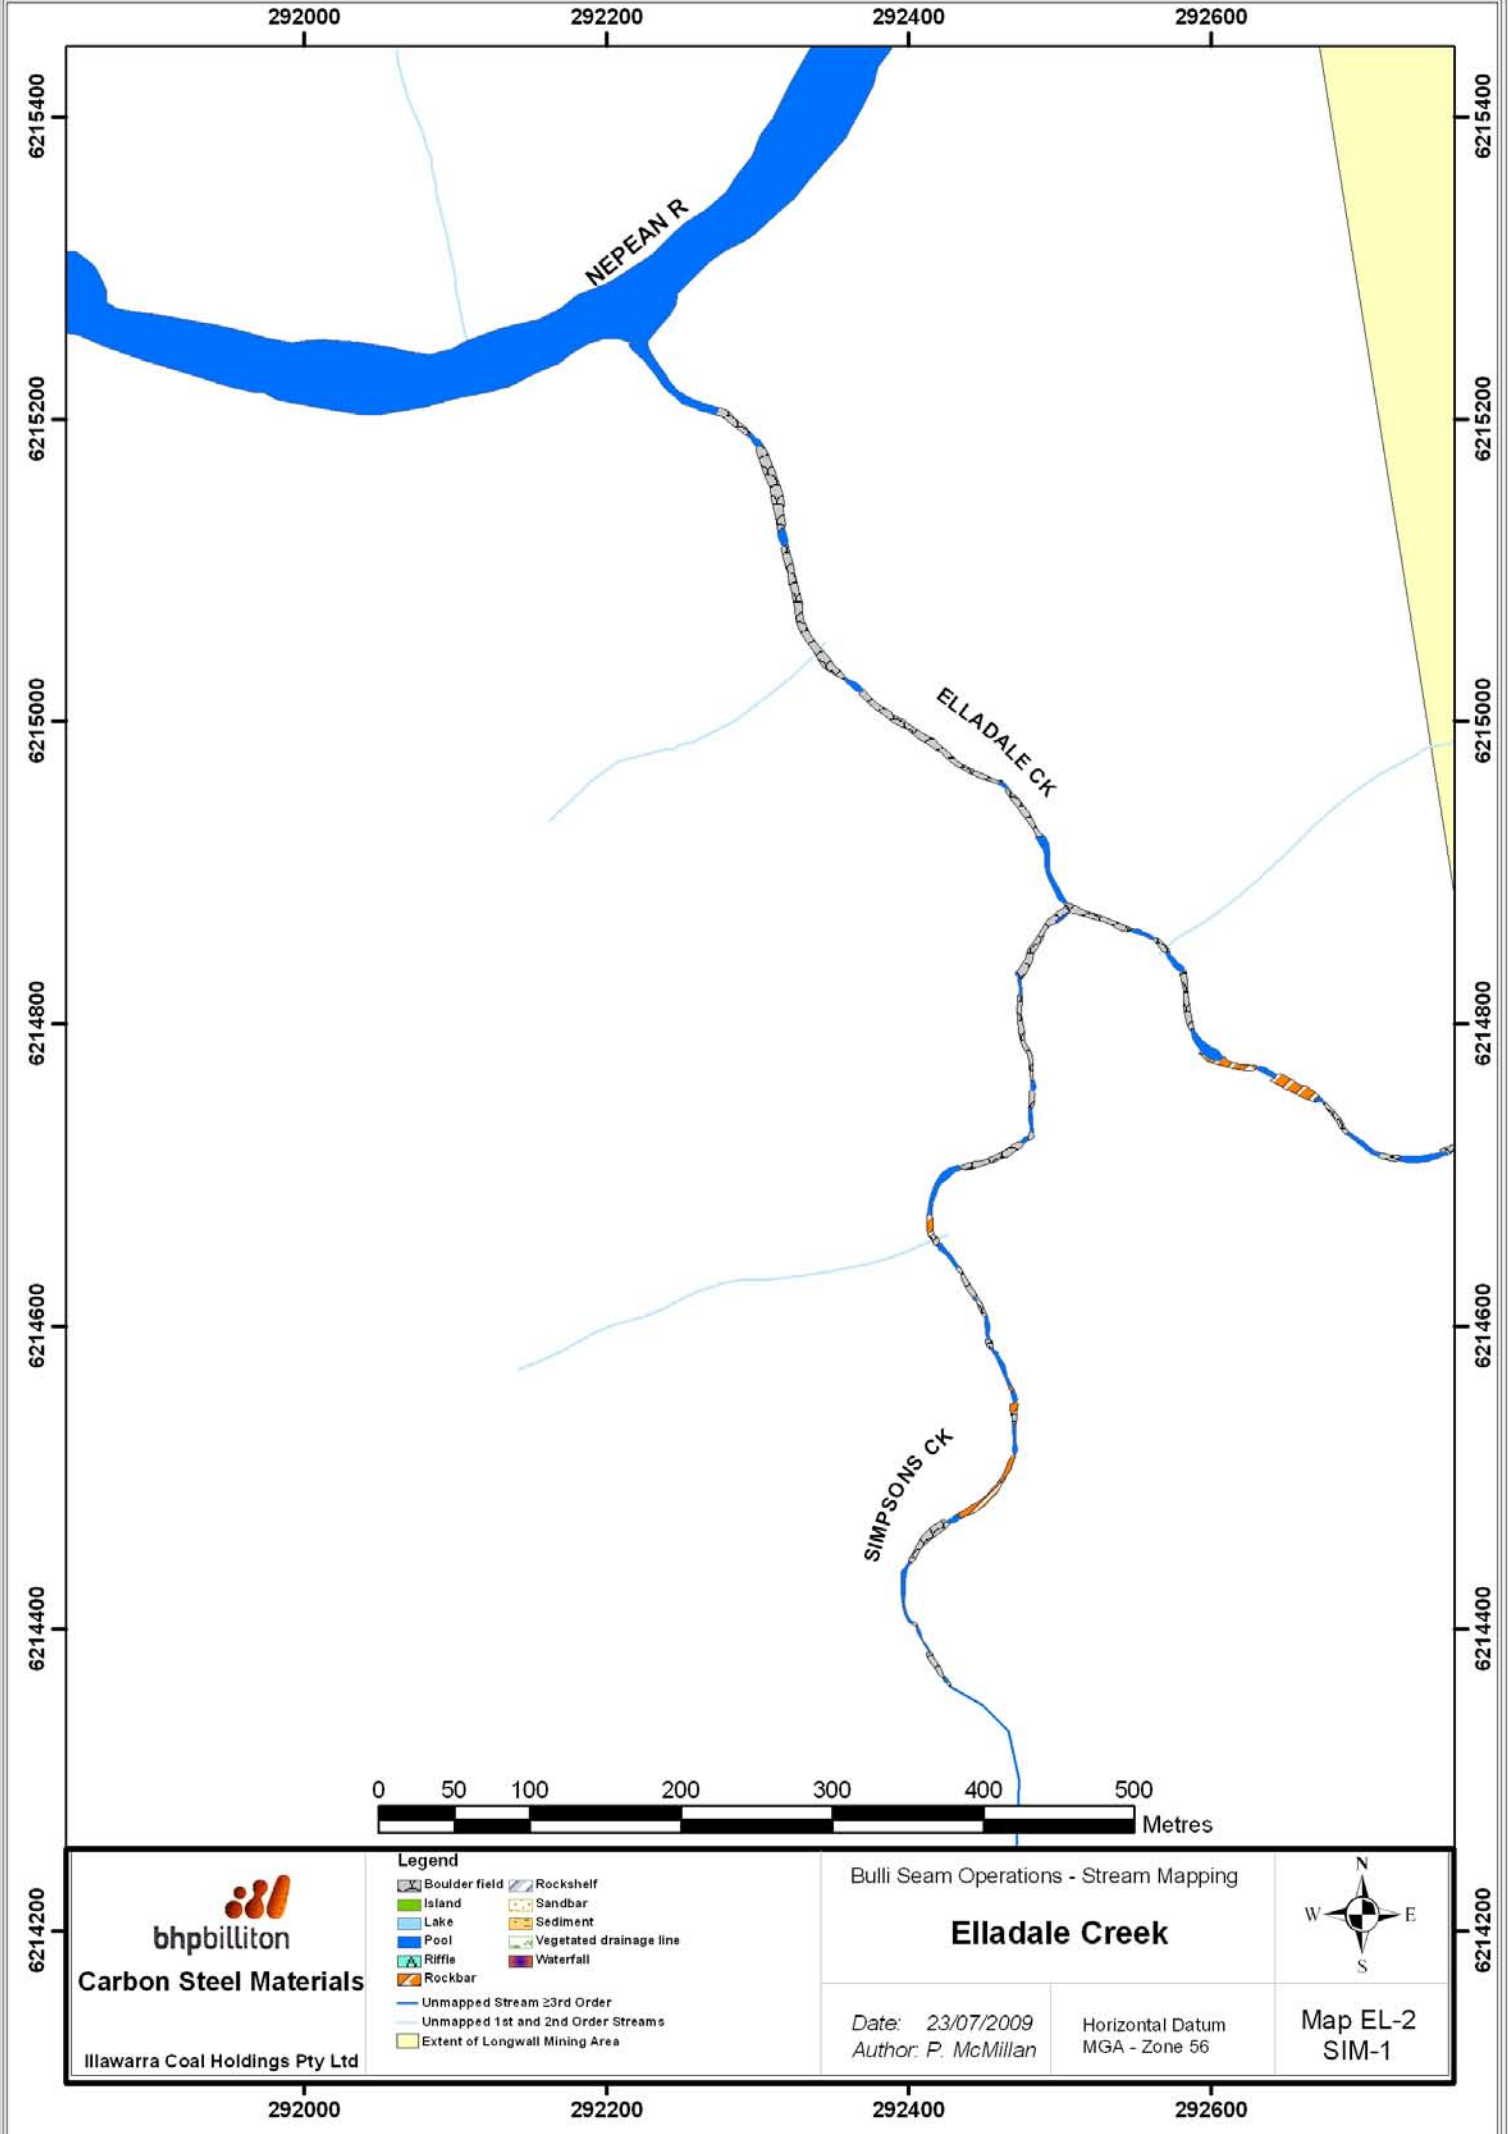 292000 292200 292400 292600
6215400 6215400
NEPEAN R
6215200 6215200
ELLADALE CK
6215000 6215000
6214800 6214800
6214600 6214600
SIMPSONS CK
6214400 6214400
0 50 100 200 300 400 500
Metres
6214200 6214200
bhpbilliton
Carbon Steel Materials
Illawarra Coal Holdings Pty Ltd
Legend
Boulder field
Island
Lake
Pool
Riffle
Rockbar
Rockshelf
Sandbar
Sediment
Vegetated drainage line
Waterfall
Unmapped Stream ≥3rd Order
Unmapped 1st and 2nd Order Streams
Extent of Longwall Mining Area
Bulli Seam Operations - Stream Mapping
Elladale Creek
Date: 23/07/2009
Author: P. McMillan
Horizontal Datum
MGA - Zone 56
N
W E
S
Map EL-2
SIM-1
292000 292200 292400 292600